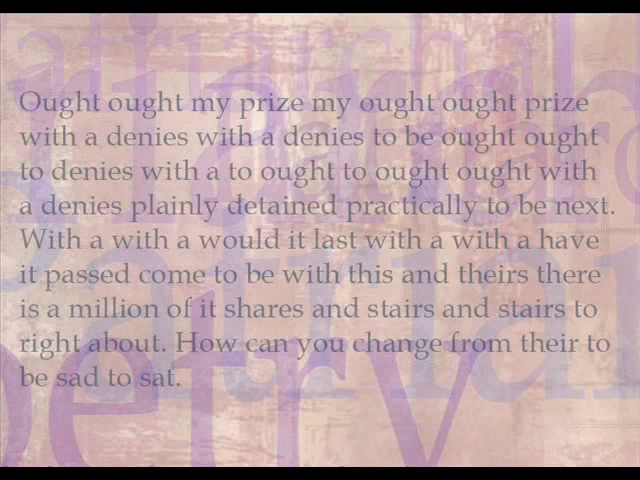 Ought ought my prize my ought ought prize
with a denies with a denies to be ought ought
to denies with a to ought to ought ought with
a denies plainly detained practically to be next.
With a with a would it last with a with a have
it passed come to be with this and theirs there
is a million of it shares and stairs and stairs to
right about. How can you change from their to
be sad to sat.